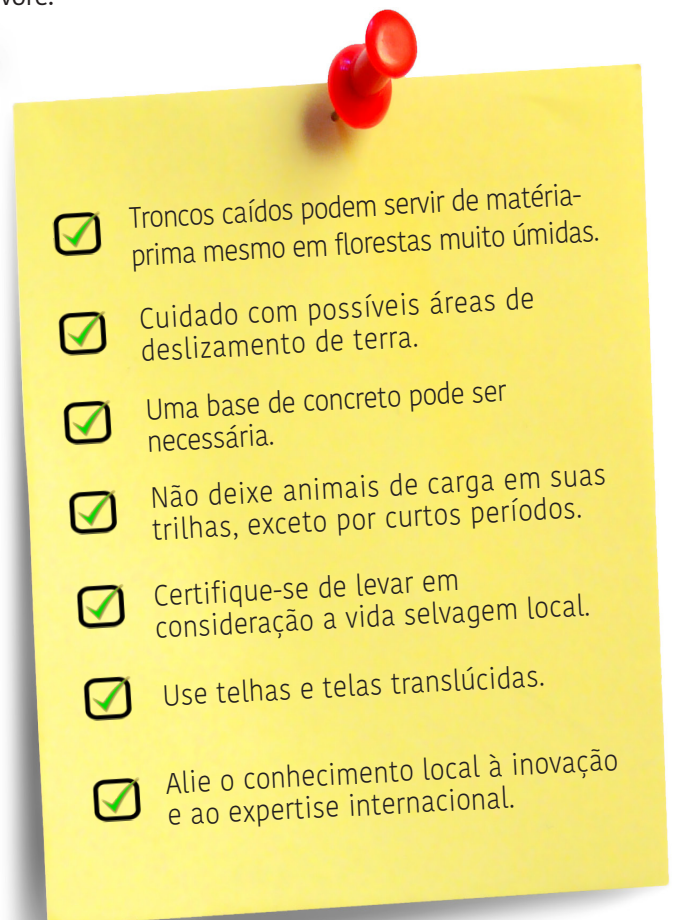 vore.
Troncos caídos podem servir de matéria-
prima mesmo em florestas muito úmidas.
Cuidado com possíveis áreas de
deslizamento de terra.
Uma base de concreto pode ser
necessária.
Não deixe animais de carga em suas
trilhas, exceto por curtos períodos.
Certifique-se de levar em
consideração a vida selvagem local.
Use telhas e telas translúcidas.
Alie o conhecimento local à inovação
e ao expertise internacional.